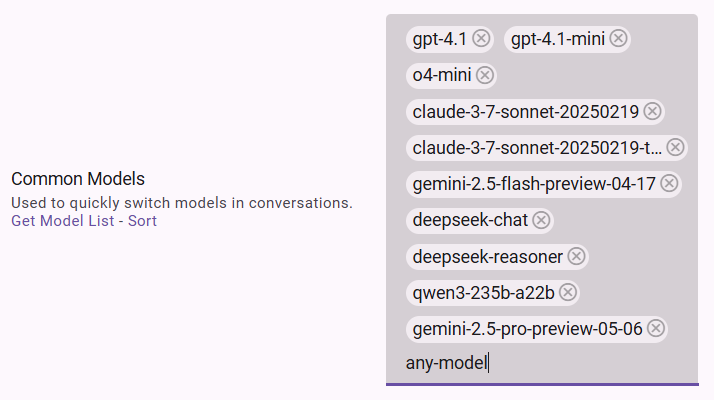 Common Models
Used to quickly switch models in conversations.
Get Model List - Sort
gpt-4.1 gpt-4.1-mini
o4-mini
claude-3-7-sonnet-20250219
claude-3-7-sonnet-20250219-t...
gemini-2.5-flash-preview-04-17
deepseek-chat
deepseek-reasoner
qwen3-235b-a22b
gemini-2.5-pro-preview-05-06
any-model